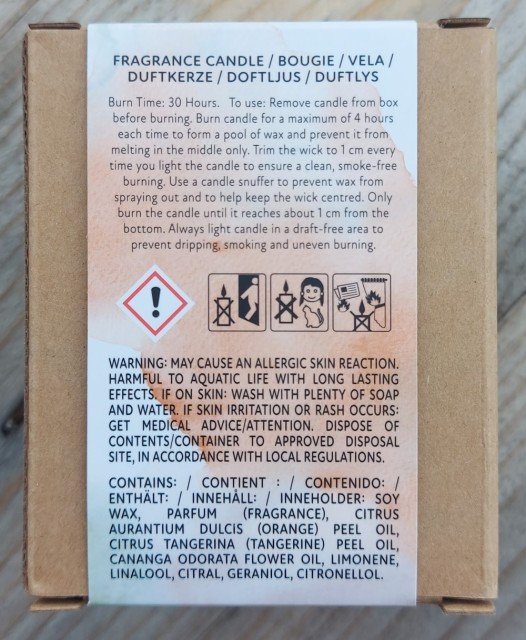 FRAGRANCE CANDLE / BOUGIE / VELA /
DUFTKERZE / DOFTLJUS / DUFTLYS
Burn Time: 30 Hours. To use: Remove candle from box
before burning. Burn candle for a maximum of 4 hours
each time to form a pool of wax and prevent it from
melting in the middle only. Trim the wick to 1 cm every
time you light the candle to ensure a clean, smoke-free
burning. Use a candle snuffer to prevent wax from
spraying out and to help keep the wick centred. Only
burn the candle until it reaches about 1 cm from the
bottom. Always light candle in a draft-free area to
prevent dripping, smoking and uneven burning.
WARNING: MAY CAUSE AN ALLERGIC SKIN REACTION.
HARMFUL TO AQUATIC LIFE WITH LONG LASTING
EFFECTS. IF ON SKIN: WASH WITH PLENTY OF SOAP
AND WATER. IF SKIN IRRITATION OR RASH OCCURS:
GET MEDICAL ADVICE/ATTENTION. DISPOSE OF
CONTENTS/CONTAINER TO APPROVED DISPOSAL
SITE, IN ACCORDANCE WITH LOCAL REGULATIONS.
CONTAINS: / CONTIENT : / CONTENIDO: /
ENTHÄLT: / INNEHÅLL: / INNEHOLDER: SOY
WAX, PARFUM (FRAGRANCE), CITRUS
AURANTIUM DULCIS (ORANGE) PEEL OIL,
CITRUS TANGERINA (TANGERINE) PEEL OIL,
CANANGA ODORATA FLOWER OIL, LIMONENE,
LINALOOL, CITRAL, GERANIOL, CITRONELLOL.